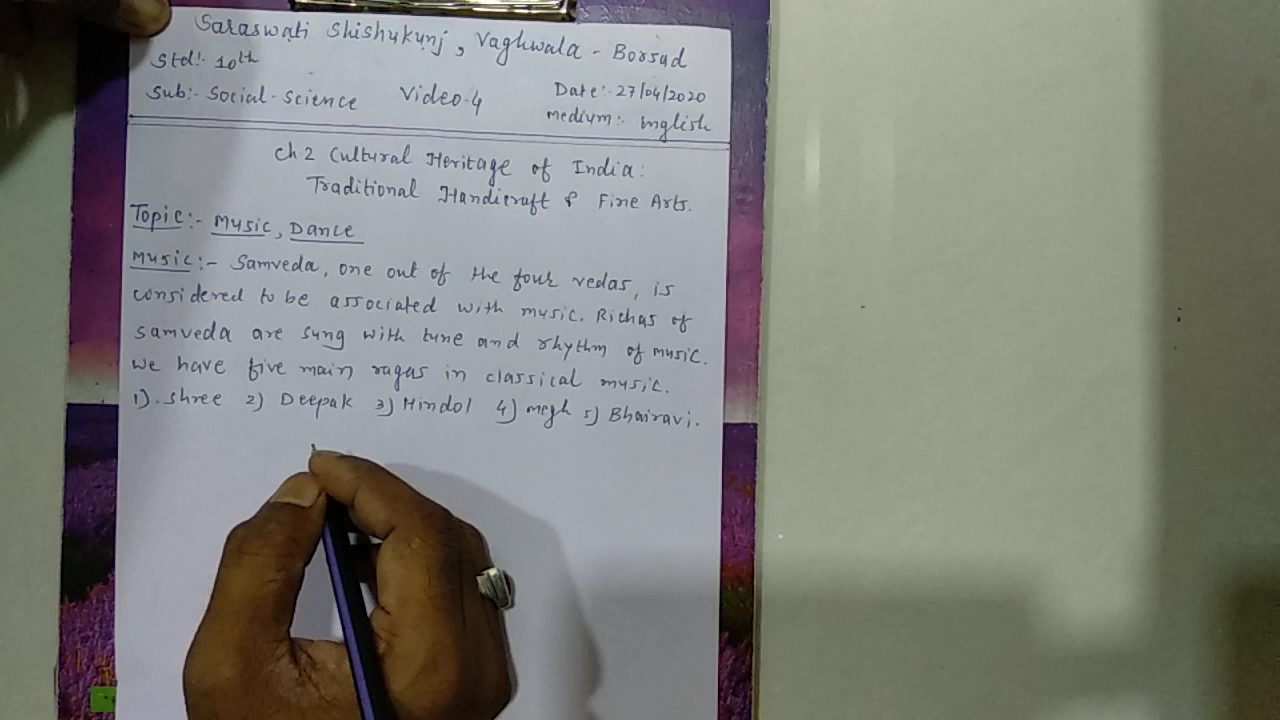 Saraswati Shishukunj, Vaghwala - Borsad
Std:- 10th
Sub:- Social-Science Video-4 Date:- 27/04/2020
Medium:- English
Ch 2 Cultural Heritage of India:
Traditional Handicraft & Fine Arts.
Topic:- Music, Dance
Music:- Samveda, one out of the four vedas, is
considered to be associated with music. Richas of
samveda are sung with tune and rhythm of music.
we have five main ragas in classical music.
1). Shree 2) Deepak 3) Hindol 4) megh 5) Bhairavi.